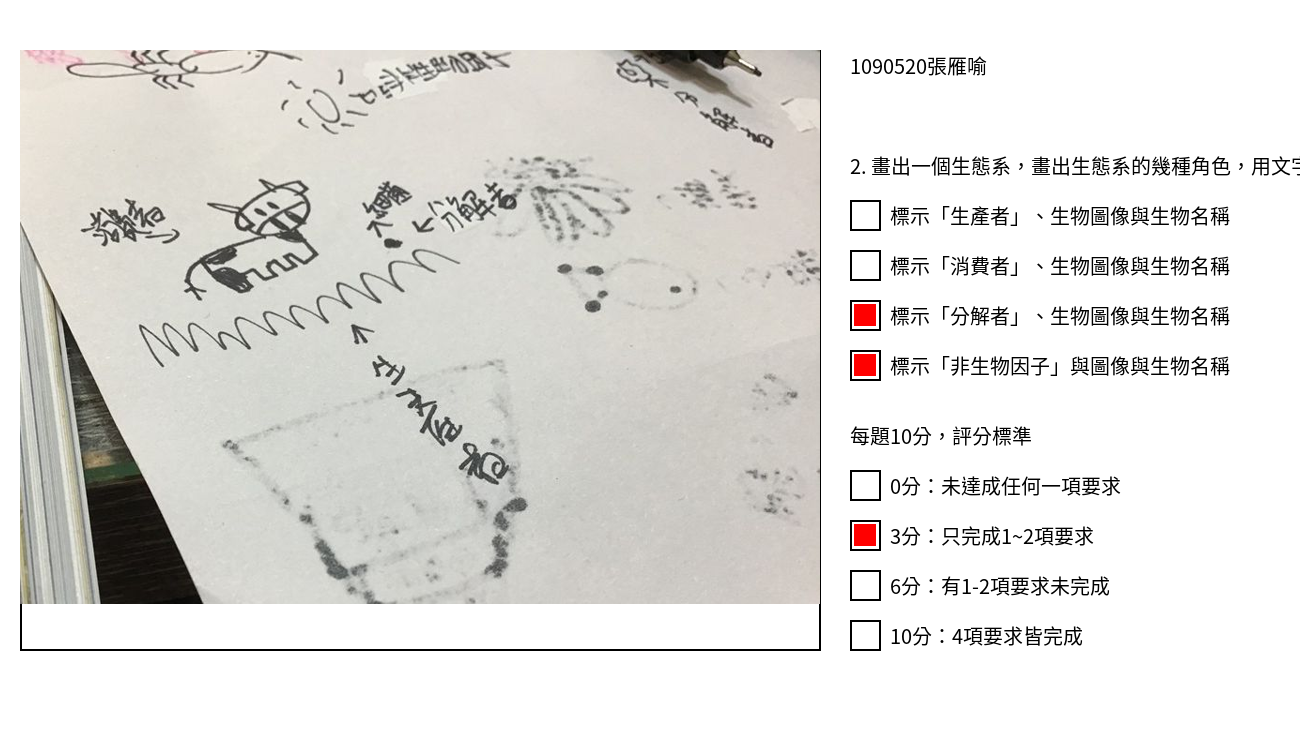 消費者
細菌
←分解者
分解者
↑
生產者
1090520張雁喻
2. 畫出一個生態系，畫出生態系的幾種角色，用文字
標示「生產者」、生物圖像與生物名稱
標示「消費者」、生物圖像與生物名稱
標示「分解者」、生物圖像與生物名稱
標示「非生物因子」與圖像與生物名稱
每題10分，評分標準
0分：未達成任何一項要求
3分：只完成1~2項要求
6分：有1-2項要求未完成
10分：4項要求皆完成